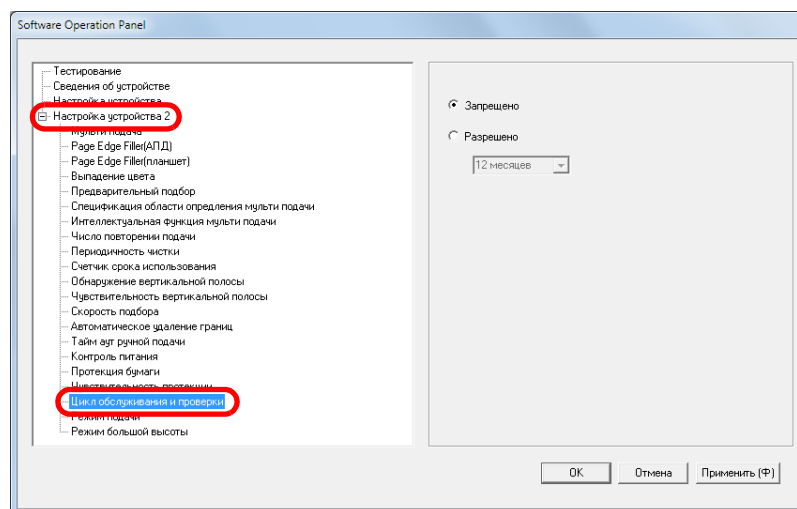 Software Operation Panel
Тестирование
Сведения об устройстве
Настройка устройства
Настройка устройства 2
Мульти подача
Page Edge Filler(АПД)
Page Edge Filler(планшет)
Выпадение цвета
Предварительный подбор
Спецификация области опредления мульти подачи
Интеллектуальная функция мульти подачи
Число повторении подачи
Периодичность чистки
Счетчик срока использования
Обнаружение вертикальной полосы
Чувствительность вертикальной полосы
Скорость подбора
Автоматическое удаление границ
Тайм аут ручной подачи
Контроль питания
Протекция бумаги
Чувствительность протекции
Цикл обслуживания и проверки
Режим подачи
Режим большой высоты
Запрещено
Разрешено
12 месяцев
OK
Отмена
Применить (Ф)